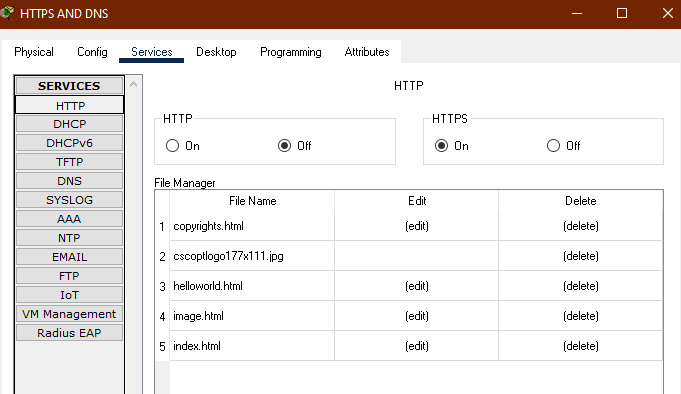 HTTPS AND DNS
Physical Config Services Desktop Programming Attributes
SERVICES
HTTP
DHCP
DHCPv6
TFTP
DNS
SYSLOG
AAA
NTP
EMAIL
FTP
IoT
VM Management
Radius EAP
HTTP
HTTP
On Off
HTTPS
On Off
File Manager
File Name Edit Delete
1 copyrights.html (edit) (delete)
2 cscoptlogo177x111.jpg (delete)
3 helloworld.html (edit) (delete)
4 image.html (edit) (delete)
5 index.html (edit) (delete)